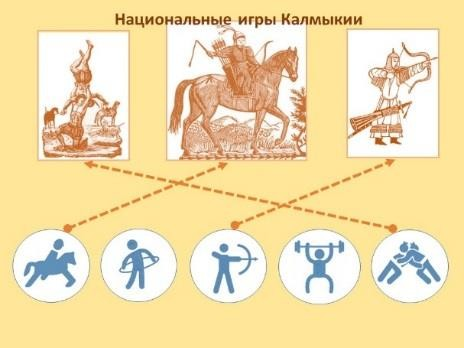 Национальные игры Калмыкии